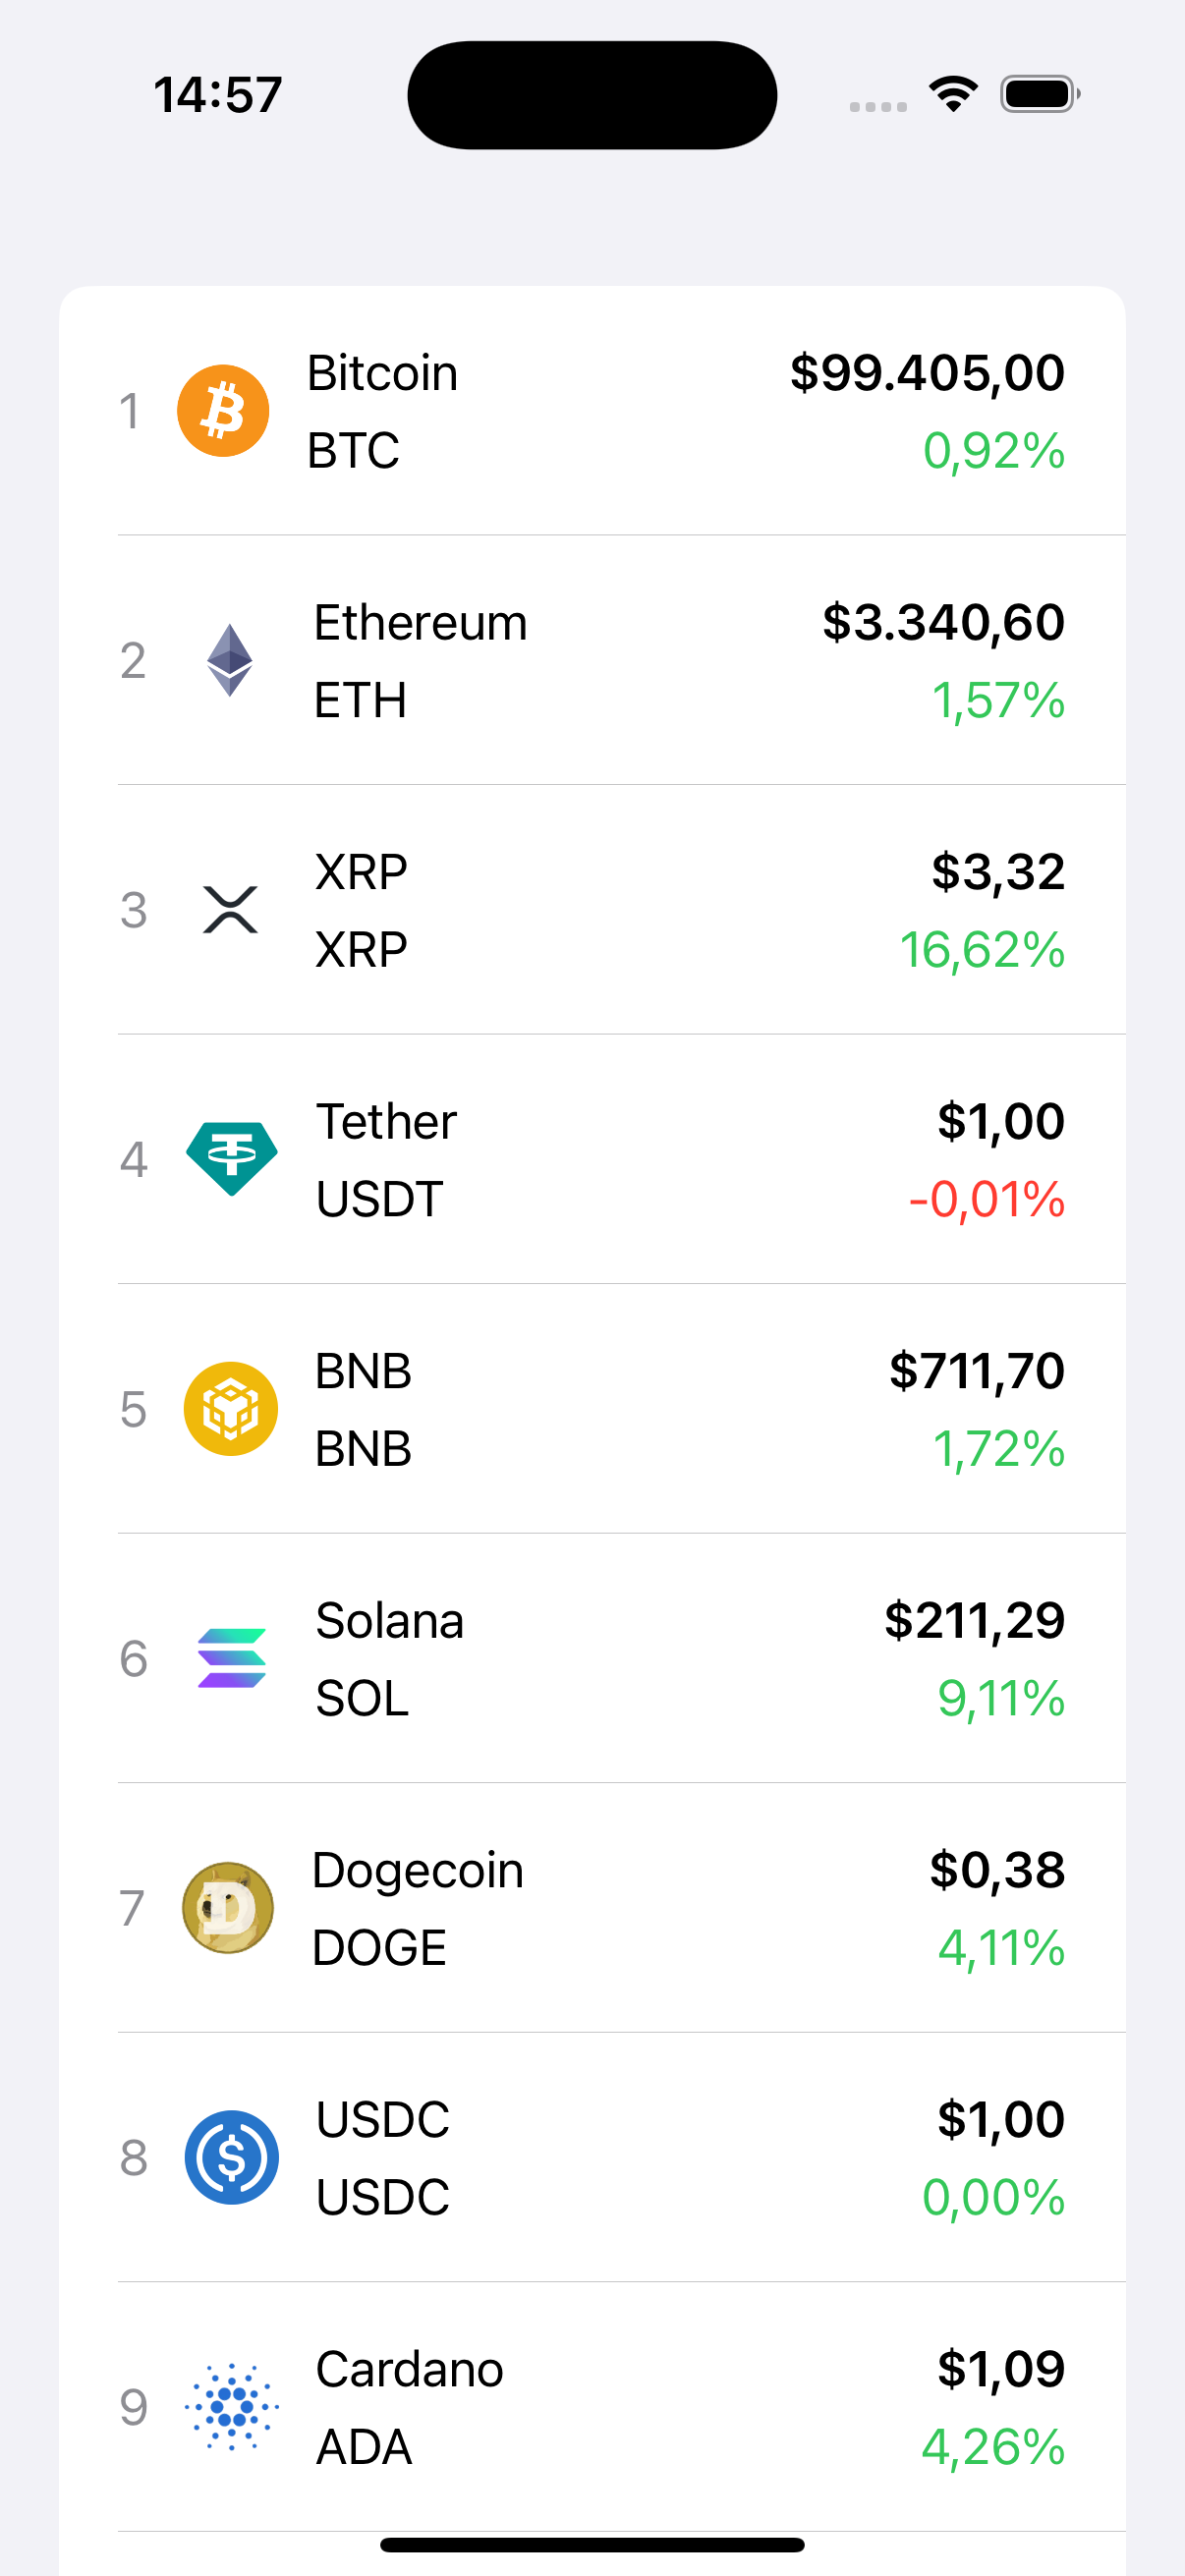 14:57
1 Bitcoin $99.405,00
BTC 0,92%
2 Ethereum $3.340,60
ETH 1,57%
3 XRP $3,32
XRP 16,62%
4 Tether $1,00
USDT -0,01%
5 BNB $711,70
BNB 1,72%
6 Solana $211,29
SOL 9,11%
7 Dogecoin $0,38
DOGE 4,11%
8 USDC $1,00
USDC 0,00%
9 Cardano $1,09
ADA 4,26%